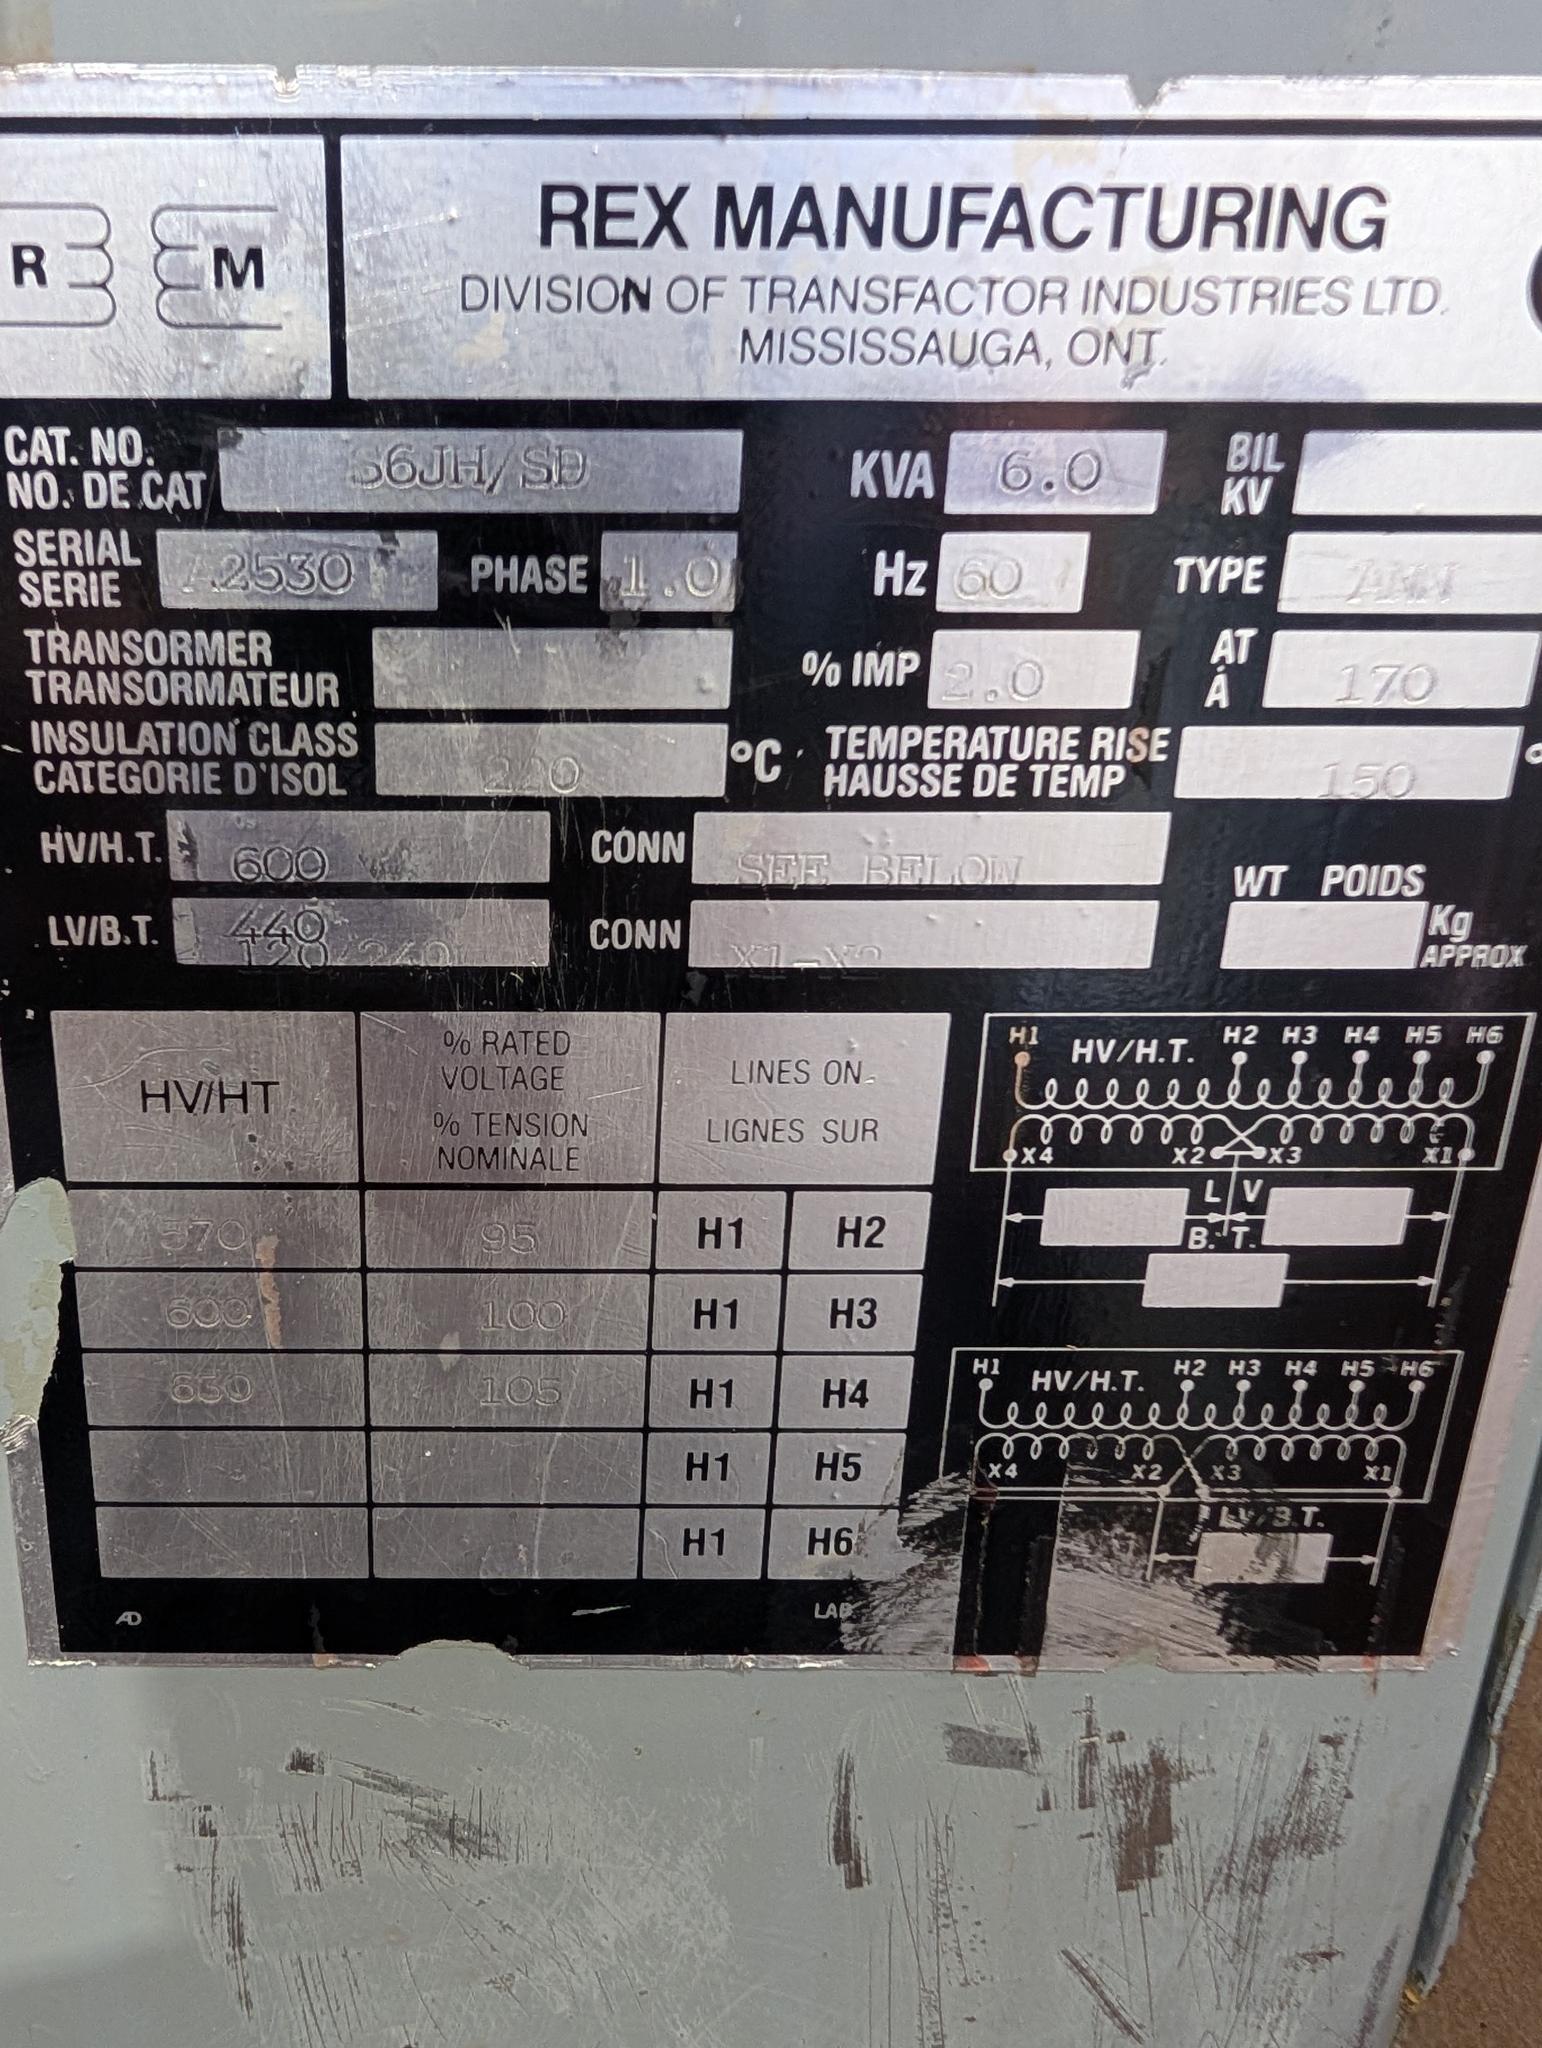 R M
REX MANUFACTURING
DIVISION OF TRANSFACTOR INDUSTRIES LTD.
MISSISSAUGA, ONT.
CAT. NO.
NO. DE CAT
S6JH/SD
KVA 6.0
BIL
KV
SERIAL
SERIE
A2530
PHASE 1.0
Hz 60
TYPE ANN
TRANSORMER
TRANSORMATEUR
% IMP 2.0
AT
À
170
INSULATION CLASS
CATEGORIE D'ISOL
220 °C
TEMPERATURE RISE
HAUSSE DE TEMP
150 °
HV/H.T. 600
CONN SEE BELOW
WT POIDS
Kg
APPROX
LV/B.T. 440
120/240
CONN X1-X2
HV/HT
% RATED
VOLTAGE
% TENSION
NOMINALE
LINES ON
LIGNES SUR
570 95 H1 H2
600 100 H1 H3
630 105 H1 H4
H1 H5
H1 H6
H1 HV/H.T. H2 H3 H4 H5 H6
X4 X2 X3 X1
L V
B. T.
H1 HV/H.T. H2 H3 H4 H5 H6
X4 X2 X3 X1
LV/B.T.
AD
LAB